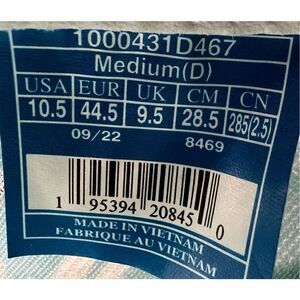 1000431D467
Medium(D)
USA EUR UK CM CN
10.5 44.5 9.5 28.5 285(2.5)
09/22 8469
1 95394 20845 0
MADE IN VIETNAM
FABRIQUE AU VIETNAM